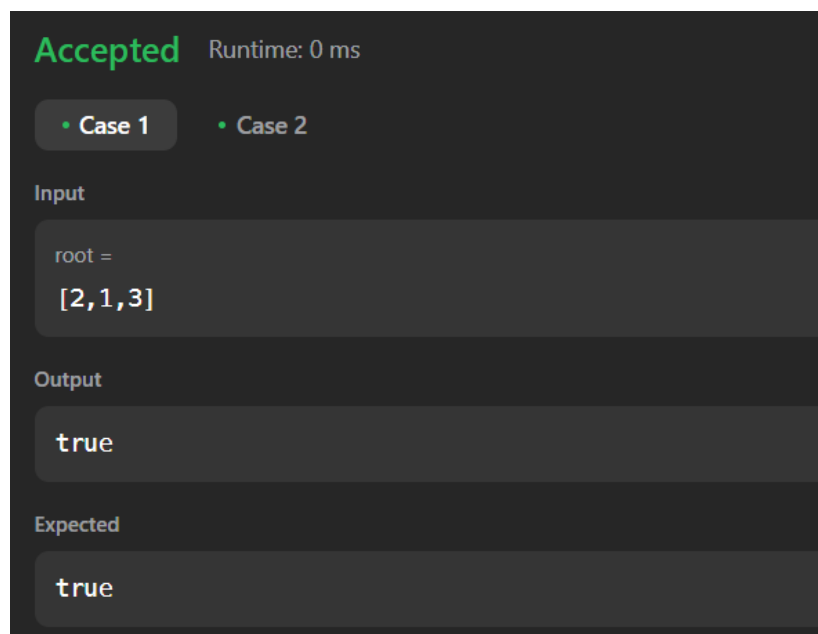 Accepted Runtime: 0 ms
• Case 1 • Case 2
Input
root =
[2,1,3]
Output
true
Expected
true